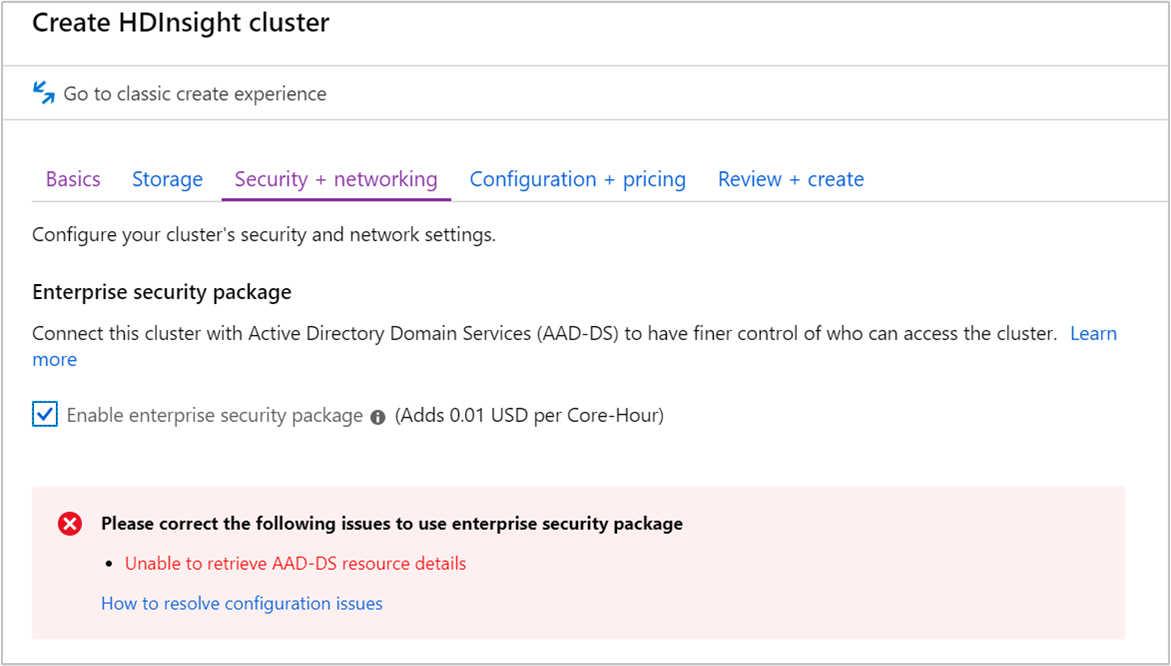 Create HDInsight cluster
Go to classic create experience
Basics Storage Security + networking Configuration + pricing Review + create
Configure your cluster's security and network settings.
Enterprise security package
Connect this cluster with Active Directory Domain Services (AAD-DS) to have finer control of who can access the cluster. Learn
more
Enable enterprise security package (Adds 0.01 USD per Core-Hour)
Please correct the following issues to use enterprise security package
• Unable to retrieve AAD-DS resource details
How to resolve configuration issues